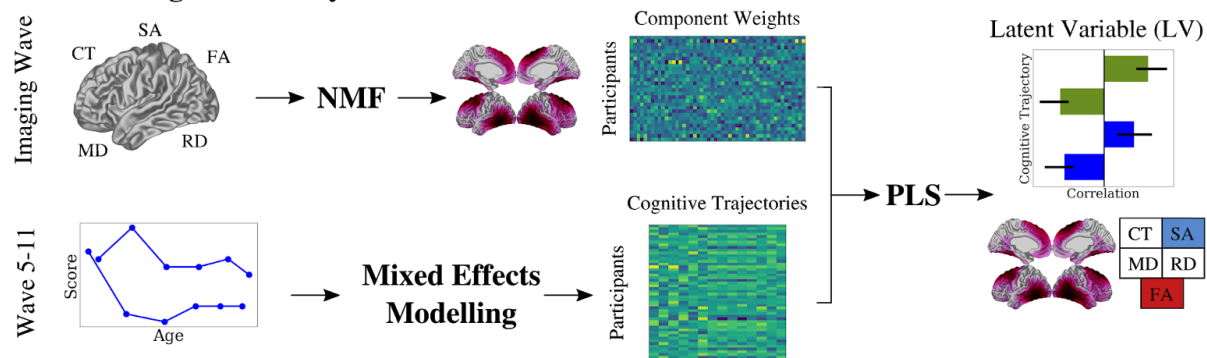 Imaging Wave
CT
SA
FA
MD
RD
NMF
Component Weights
Participants
Wave 5-11
Score
Age
Mixed Effects
Modelling
Cognitive Trajectories
Participants
PLS
Latent Variable (LV)
Cognitive Trajectory
Correlation
CT SA
MD RD
FA